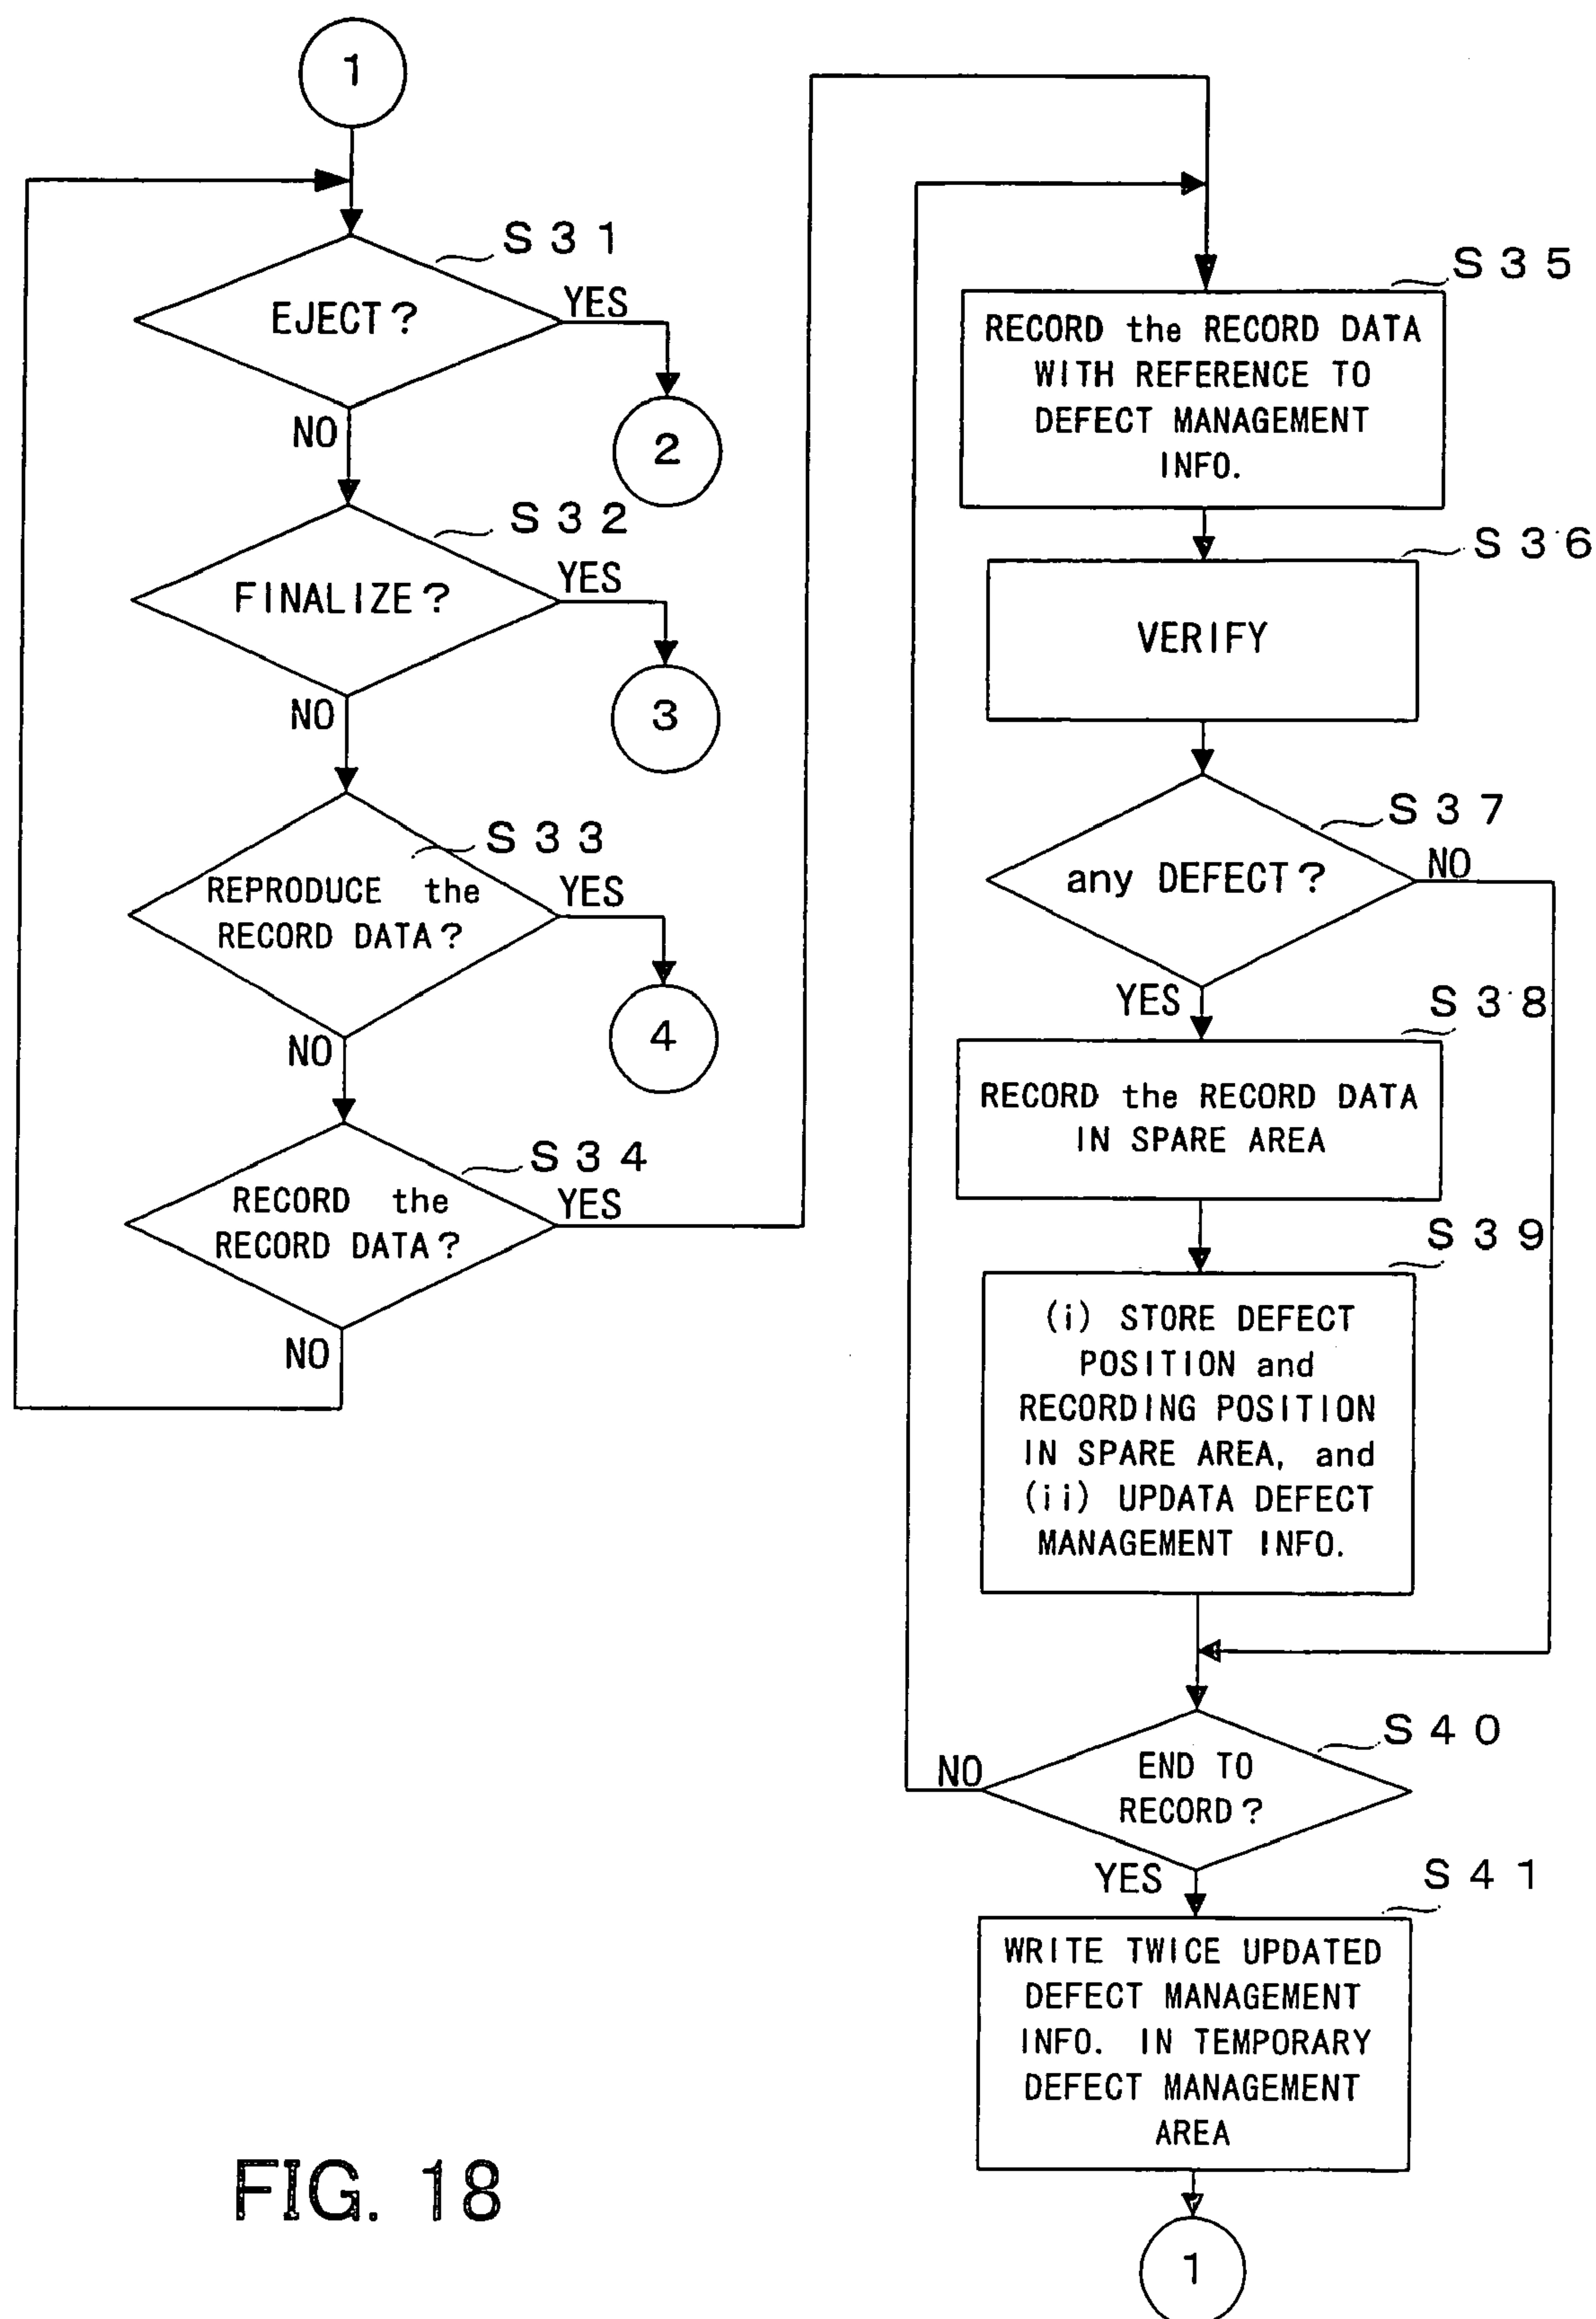 1
S31
EJECT?
YES
NO
2
S32
FINALIZE?
YES
NO
3
S33
REPRODUCE the
RECORD DATA?
YES
NO
4
S34
RECORD the
RECORD DATA?
YES
NO
S35
RECORD the RECORD DATA
WITH REFERENCE TO
DEFECT MANAGEMENT
INFO.
S36
VERIFY
S37
any DEFECT?
NO
YES
S38
RECORD the RECORD DATA
IN SPARE AREA
S39
(i) STORE DEFECT
POSITION and
RECORDING POSITION
IN SPARE AREA, and
(ii) UPDATA DEFECT
MANAGEMENT INFO.
S40
END TO
RECORD?
NO
YES
S41
WRITE TWICE UPDATED
DEFECT MANAGEMENT
INFO. IN TEMPORARY
DEFECT MANAGEMENT
AREA
1
FIG. 18